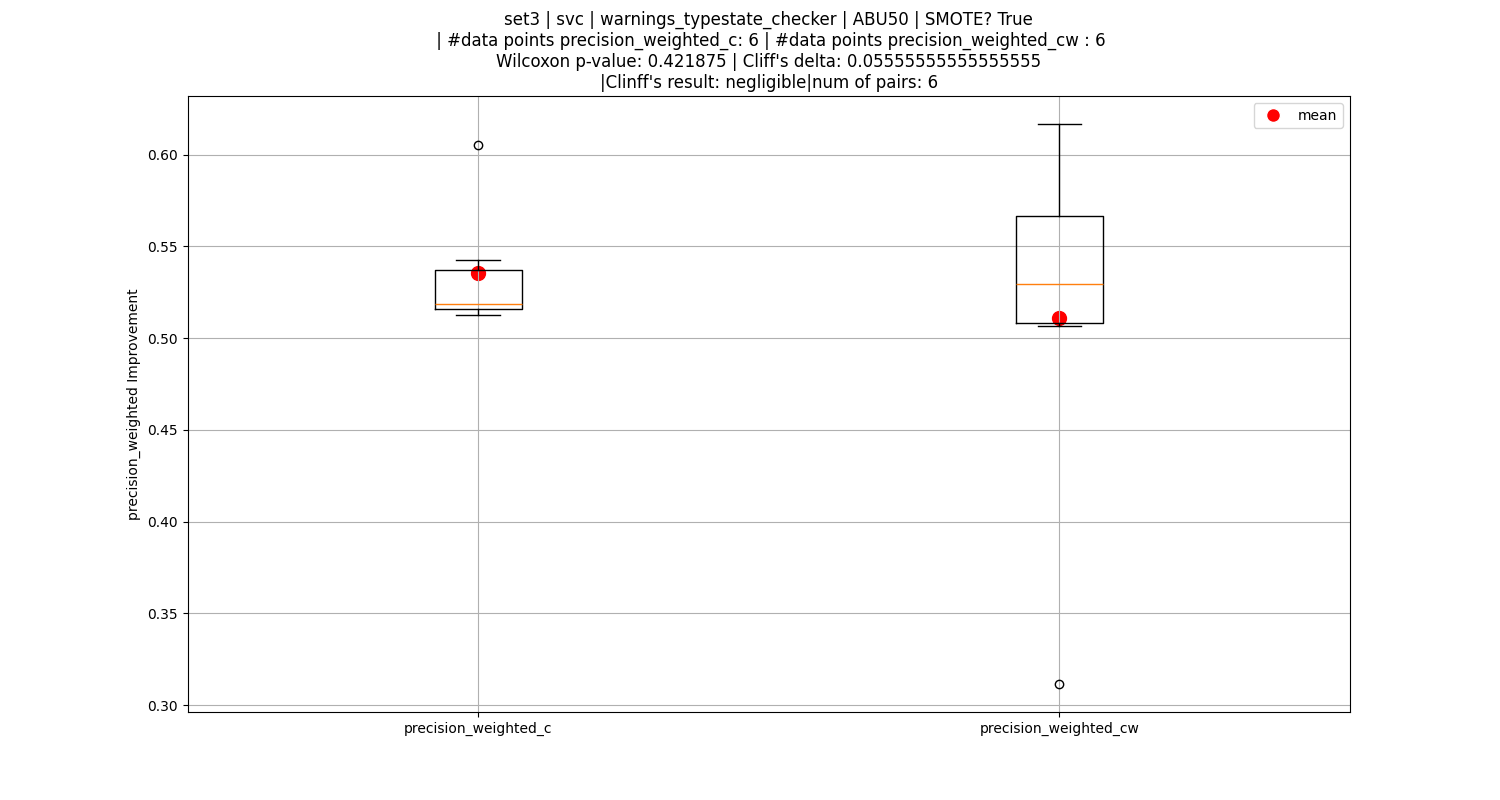 set3 | svc | warnings_typestate_checker | ABU50 | SMOTE? True
| #data points precision_weighted_c: 6 | #data points precision_weighted_cw : 6
Wilcoxon p-value: 0.421875 | Cliff's delta: 0.05555555555555555
|Clinff's result: negligible|num of pairs: 6
mean
0.60
0.55
0.50
0.45
0.40
0.35
0.30
precision_weighted Improvement
precision_weighted_c
precision_weighted_cw